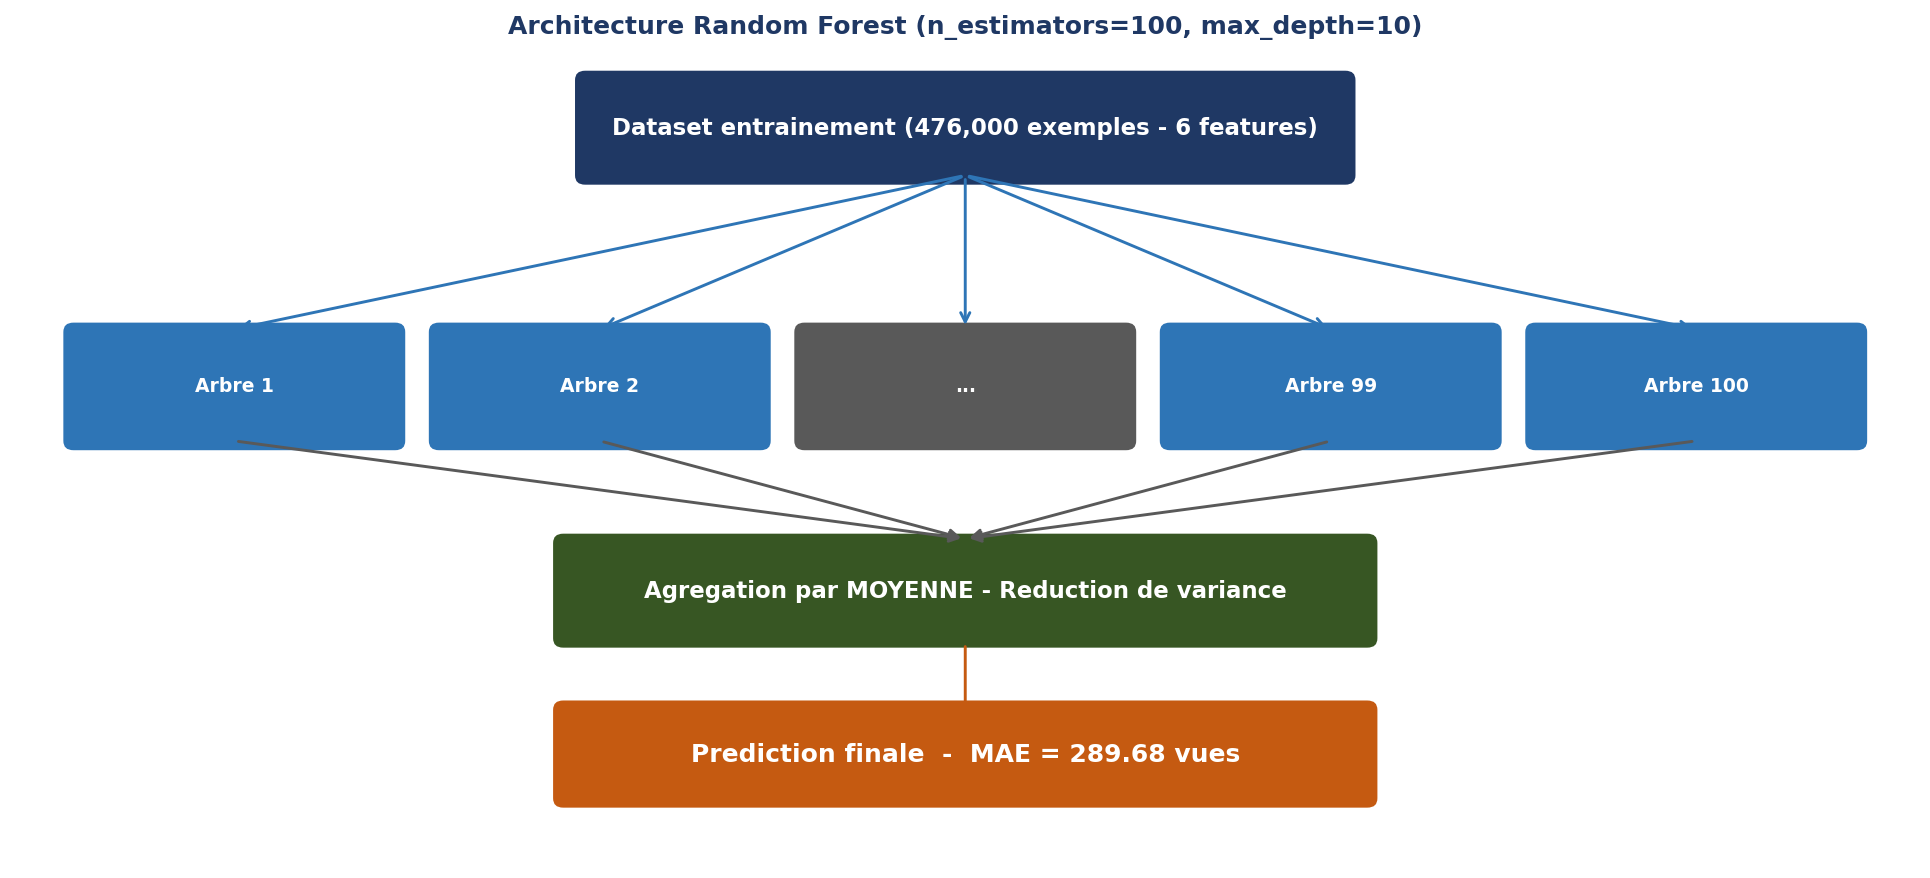 Architecture Random Forest (n_estimators=100, max_depth=10)
Dataset entrainement (476,000 exemples - 6 features)
Arbre 1
Arbre 2
...
Arbre 99
Arbre 100
Agregation par MOYENNE - Reduction de variance
Prediction finale  -  MAE = 289.68 vues